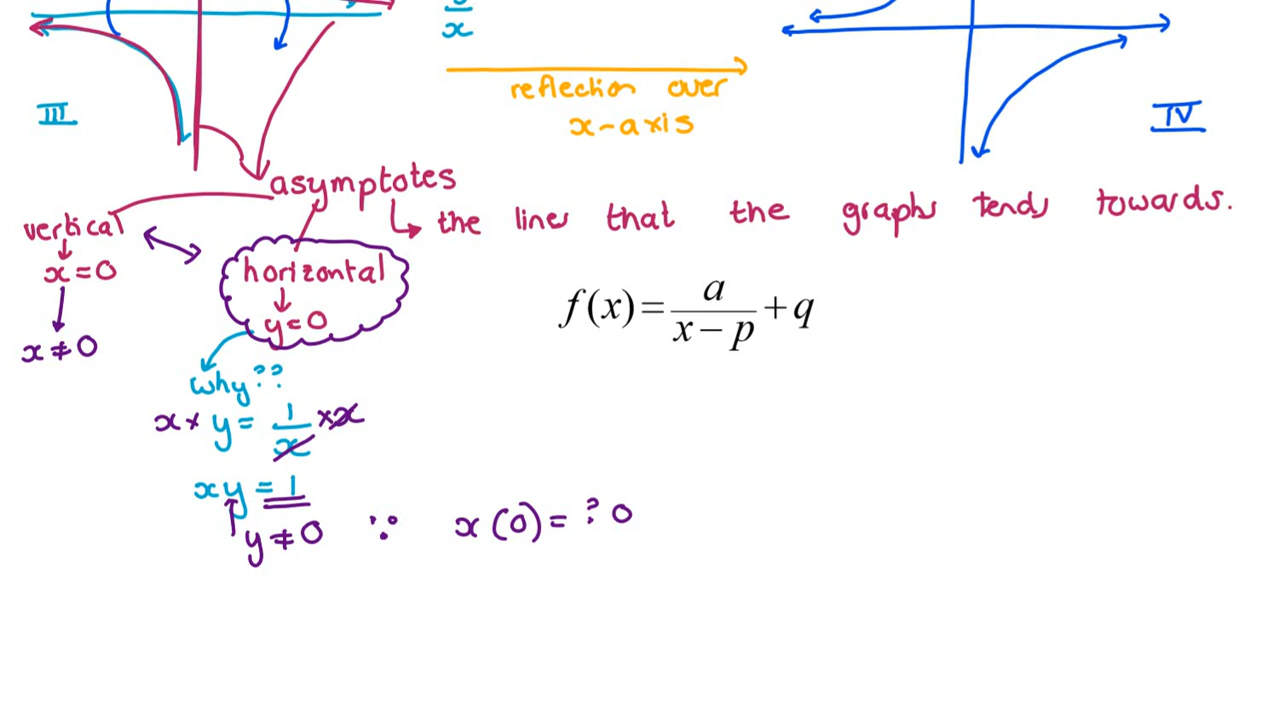 x
reflection over
x-axis
III
IV
asymptotes
the lines that the graphs tends towards.
vertical
x=0
x≠0
horizontal
y=0
f(x)=a/(x-p)+q
why??
x×y=1/x×x
xy=1
y≠0 ∵ x(0)=?0